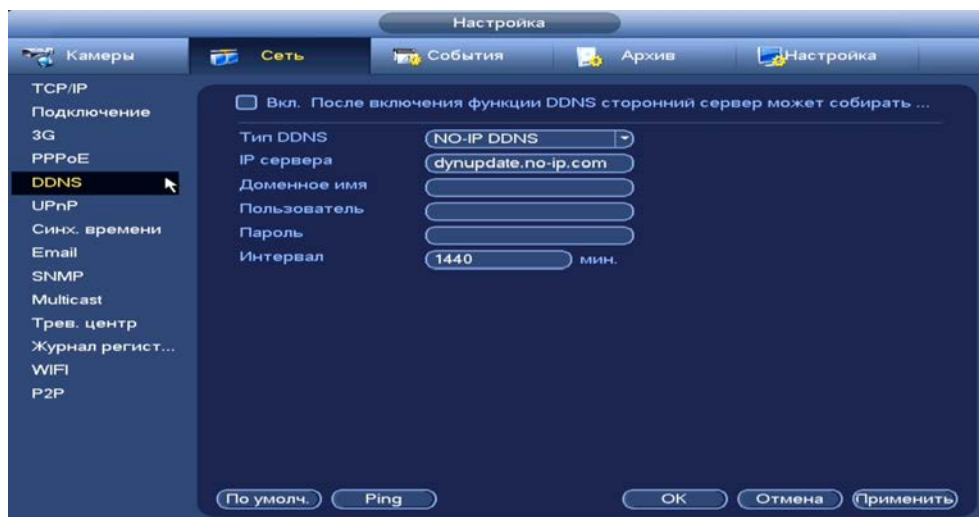 Настройка
Камеры
Сеть
События
Архив
Настройка
TCP/IP
Подключение
3G
PPPoE
DDNS
UPnP
Синх. времени
Email
SNMP
Multicast
Трев. центр
Журнал регист...
WIFI
P2P
Вкл. После включения функции DDNS сторонний сервер может собирать ...
Тип DDNS NO-IP DDNS
IP сервера dynupdate.no-ip.com
Доменное имя
Пользователь
Пароль
Интервал 1440 мин.
По умолч. Ping OK Отмена Применить